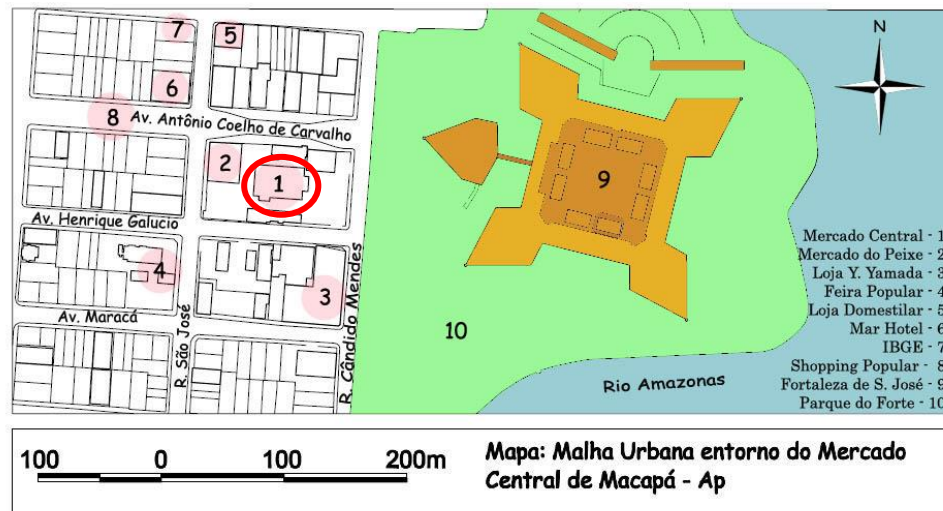 7
5
N
6
8
Av. Antônio Coelho de Carvalho
2
1
9
Av. Henrique Galucio
Mercado Central - 1
Mercado do Peixe - 2
Loja Y. Yamada - 3
Feira Popular - 4
Loja Domestilar - 5
Mar Hotel - 6
IBGE - 7
Shopping Popular - 8
Fortaleza de S. José - 9
Parque do Forte - 10
4
3
Av. Maracá
R. São José
R. Cândido Mendes
10
Rio Amazonas
100 0 100 200m
Mapa: Malha Urbana entorno do Mercado
Central de Macapá - Ap